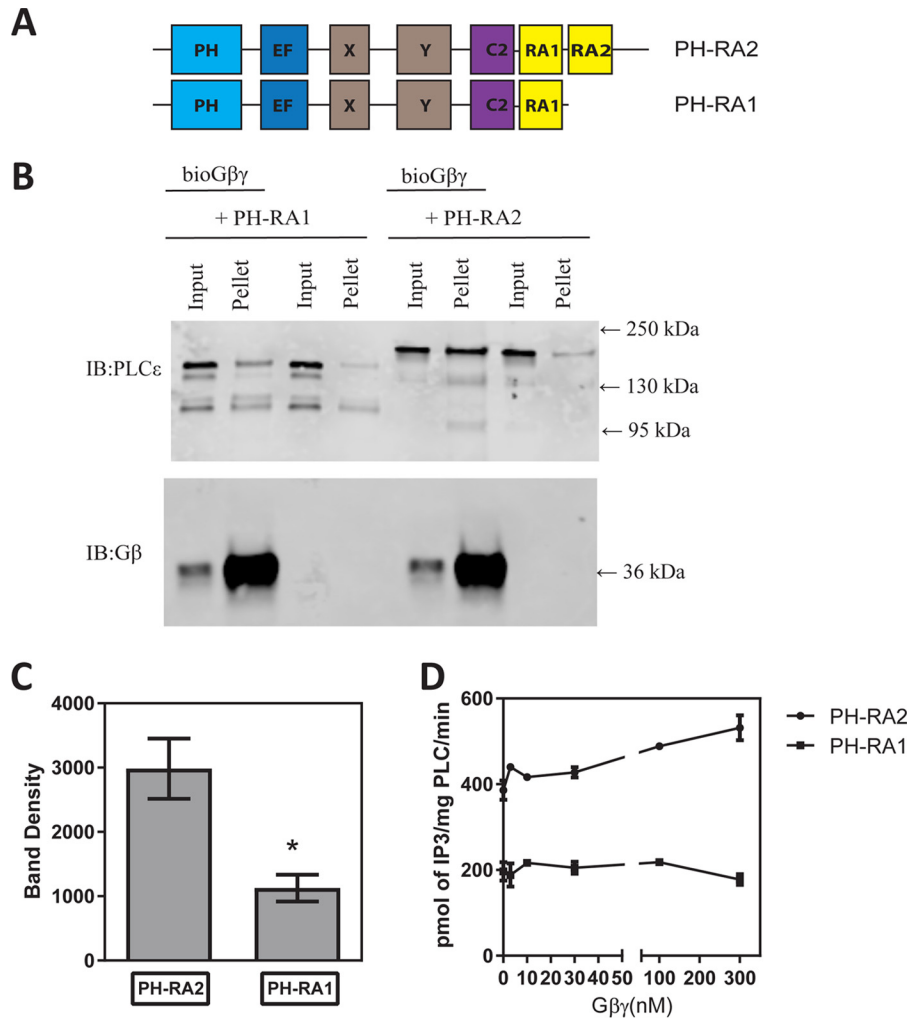 A
PH EF X Y C2 RA1 RA2 PH-RA2
PH EF X Y C2 RA1 PH-RA1
B
bioGβγ bioGβγ
+ PH-RA1 + PH-RA2
Input Pellet Input Pellet Input Pellet Input Pellet
← 250 kDa
IB:PLCε
← 130 kDa
← 95 kDa
IB:Gβ
← 36 kDa
C
Band Density
4000
3000
2000
1000
0
*
PH-RA2 PH-RA1
D
pmol of IP3/mg PLC/min
600
400
200
0
0 10 20 30 40 50 100 200 300
Gβγ(nM)
PH-RA2
PH-RA1